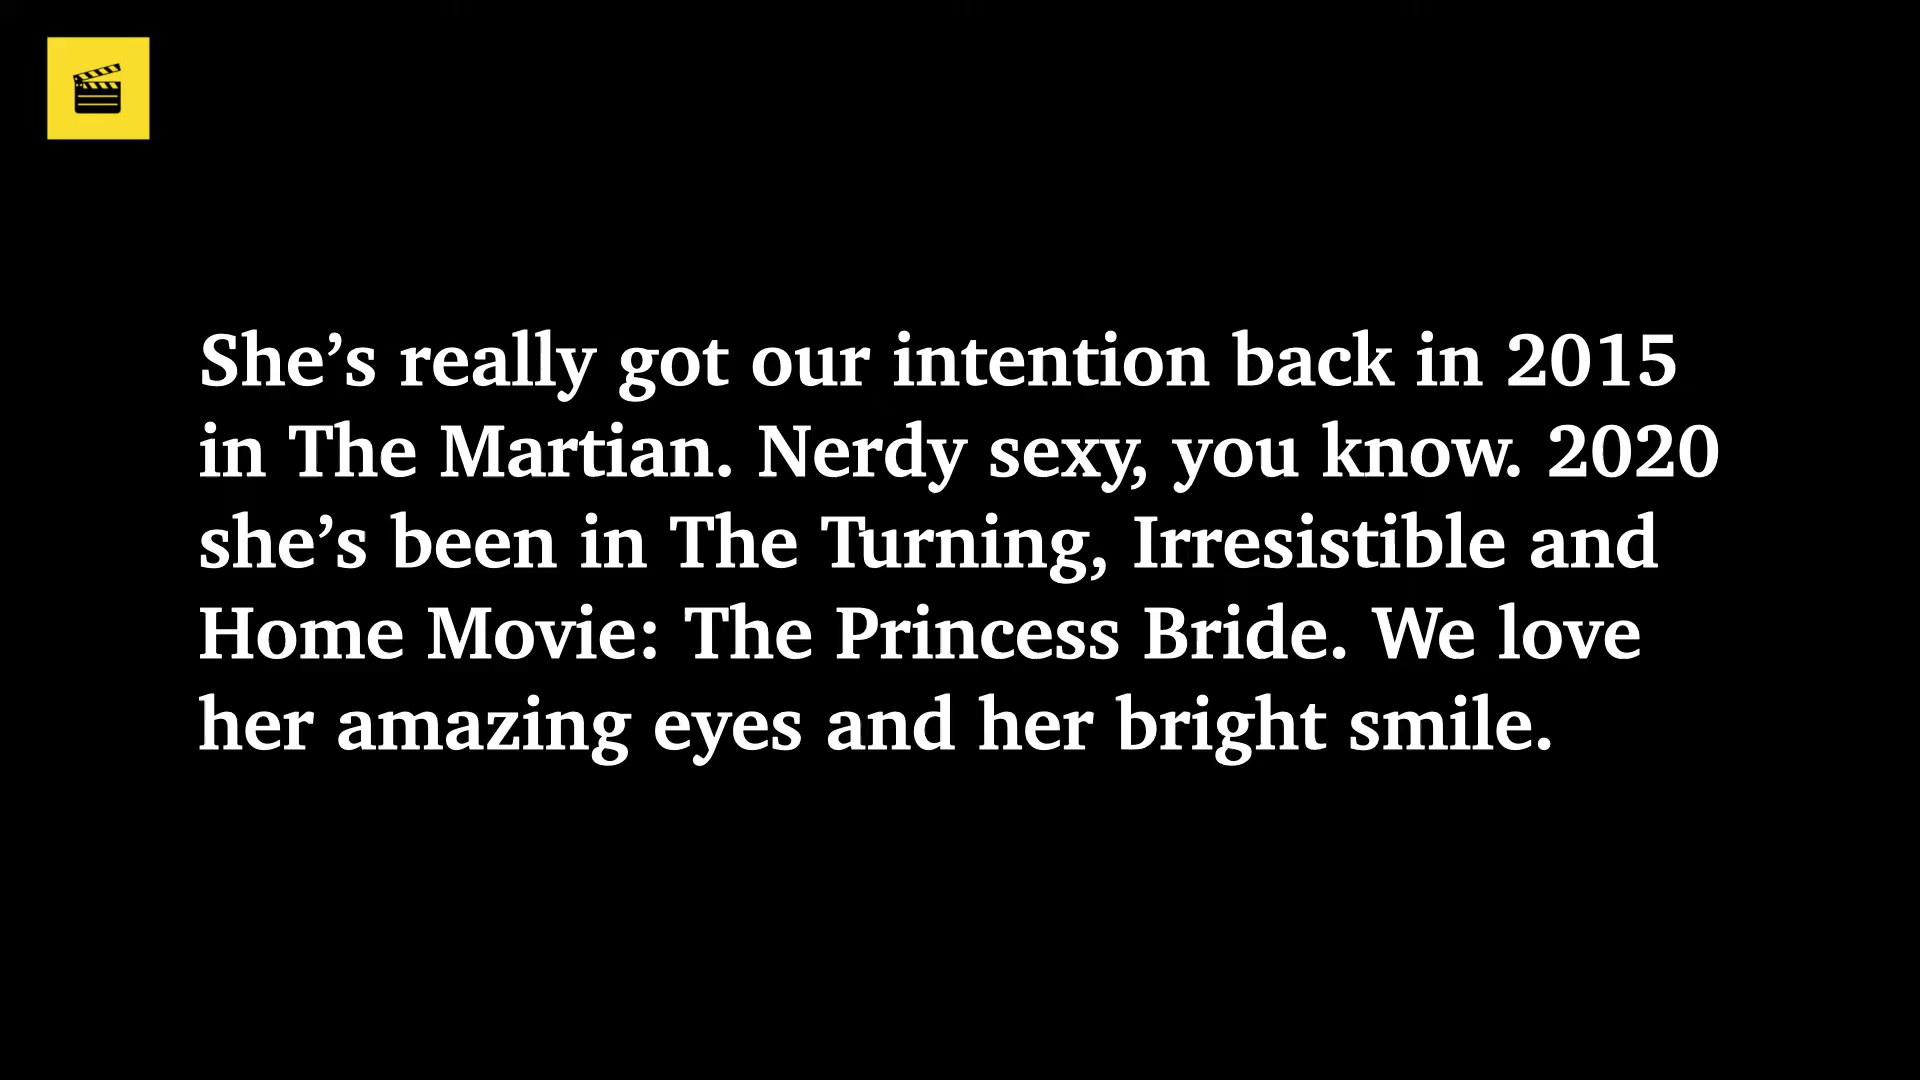 She’s really got our intention back in 2015
in The Martian. Nerdy sexy, you know. 2020
she’s been in The Turning, Irresistible and
Home Movie: The Princess Bride. We love
her amazing eyes and her bright smile.